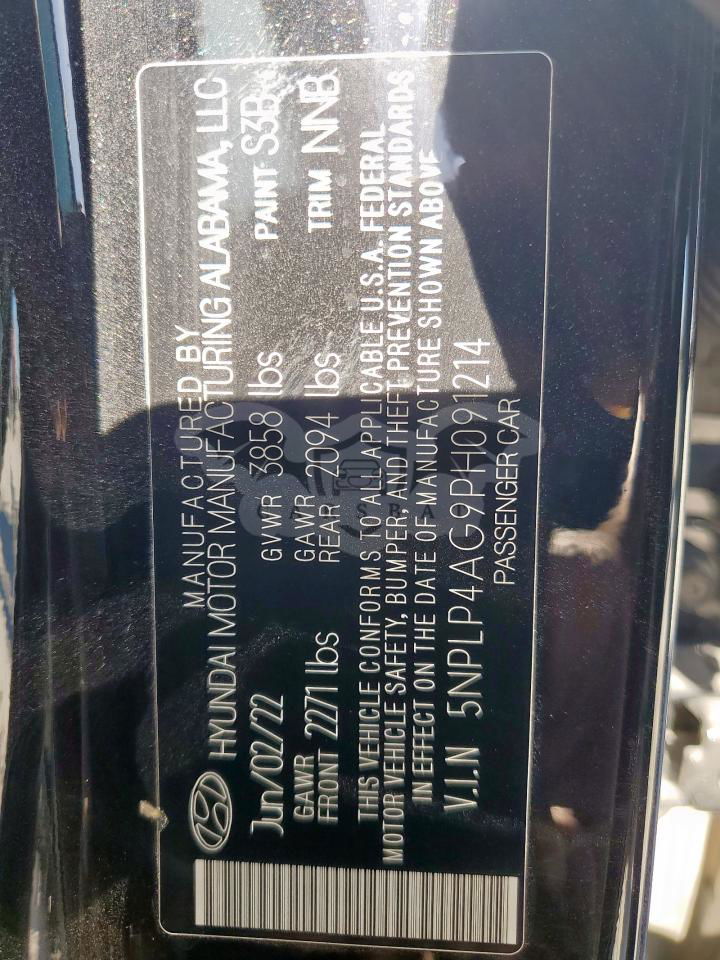 MANUFACTURED BY
HYUNDAI MOTOR MANUFACTURING ALABAMA, LLC
Jun/02/22 GVWR 3858 lbs PAINT S3B
GAWR FRONT 2271 lbs GAWR REAR 2094 lbs TRIM NNB
THIS VEHICLE CONFORMS TO ALL APPLICABLE U.S.A. FEDERAL
MOTOR VEHICLE SAFETY, BUMPER, AND THEFT PREVENTION STANDARDS
IN EFFECT ON THE DATE OF MANUFACTURE SHOWN ABOVE
V.I.N 5NPLP4AG9PH091214
PASSENGER CAR